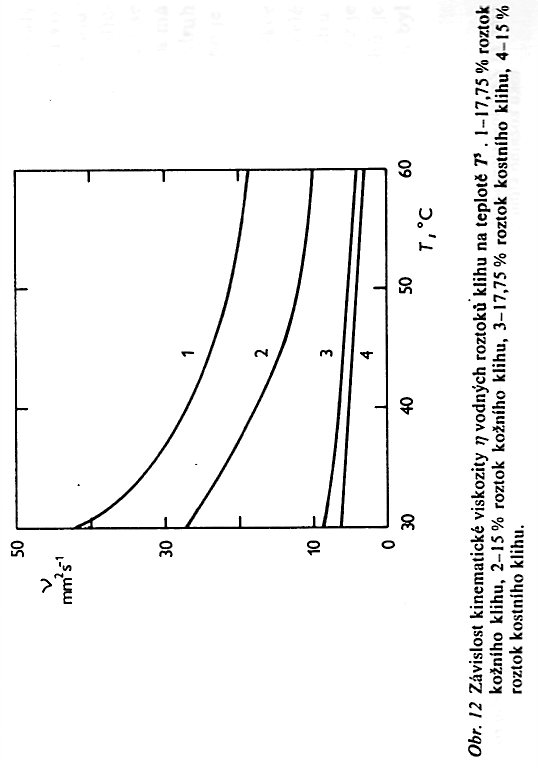 50
30
10
0
ν
mm²s⁻¹
1
2
3
4
30
40
50
60
T, °C
Obr. 12 Závislost kinematické viskozity η vodných roztoků klihu na teplotě T³ . 1–17,75 % roztok
kožního klihu, 2–15 % roztok kožního klihu, 3–17,75 % roztok kostního klihu, 4–15 %
roztok kostního klihu.